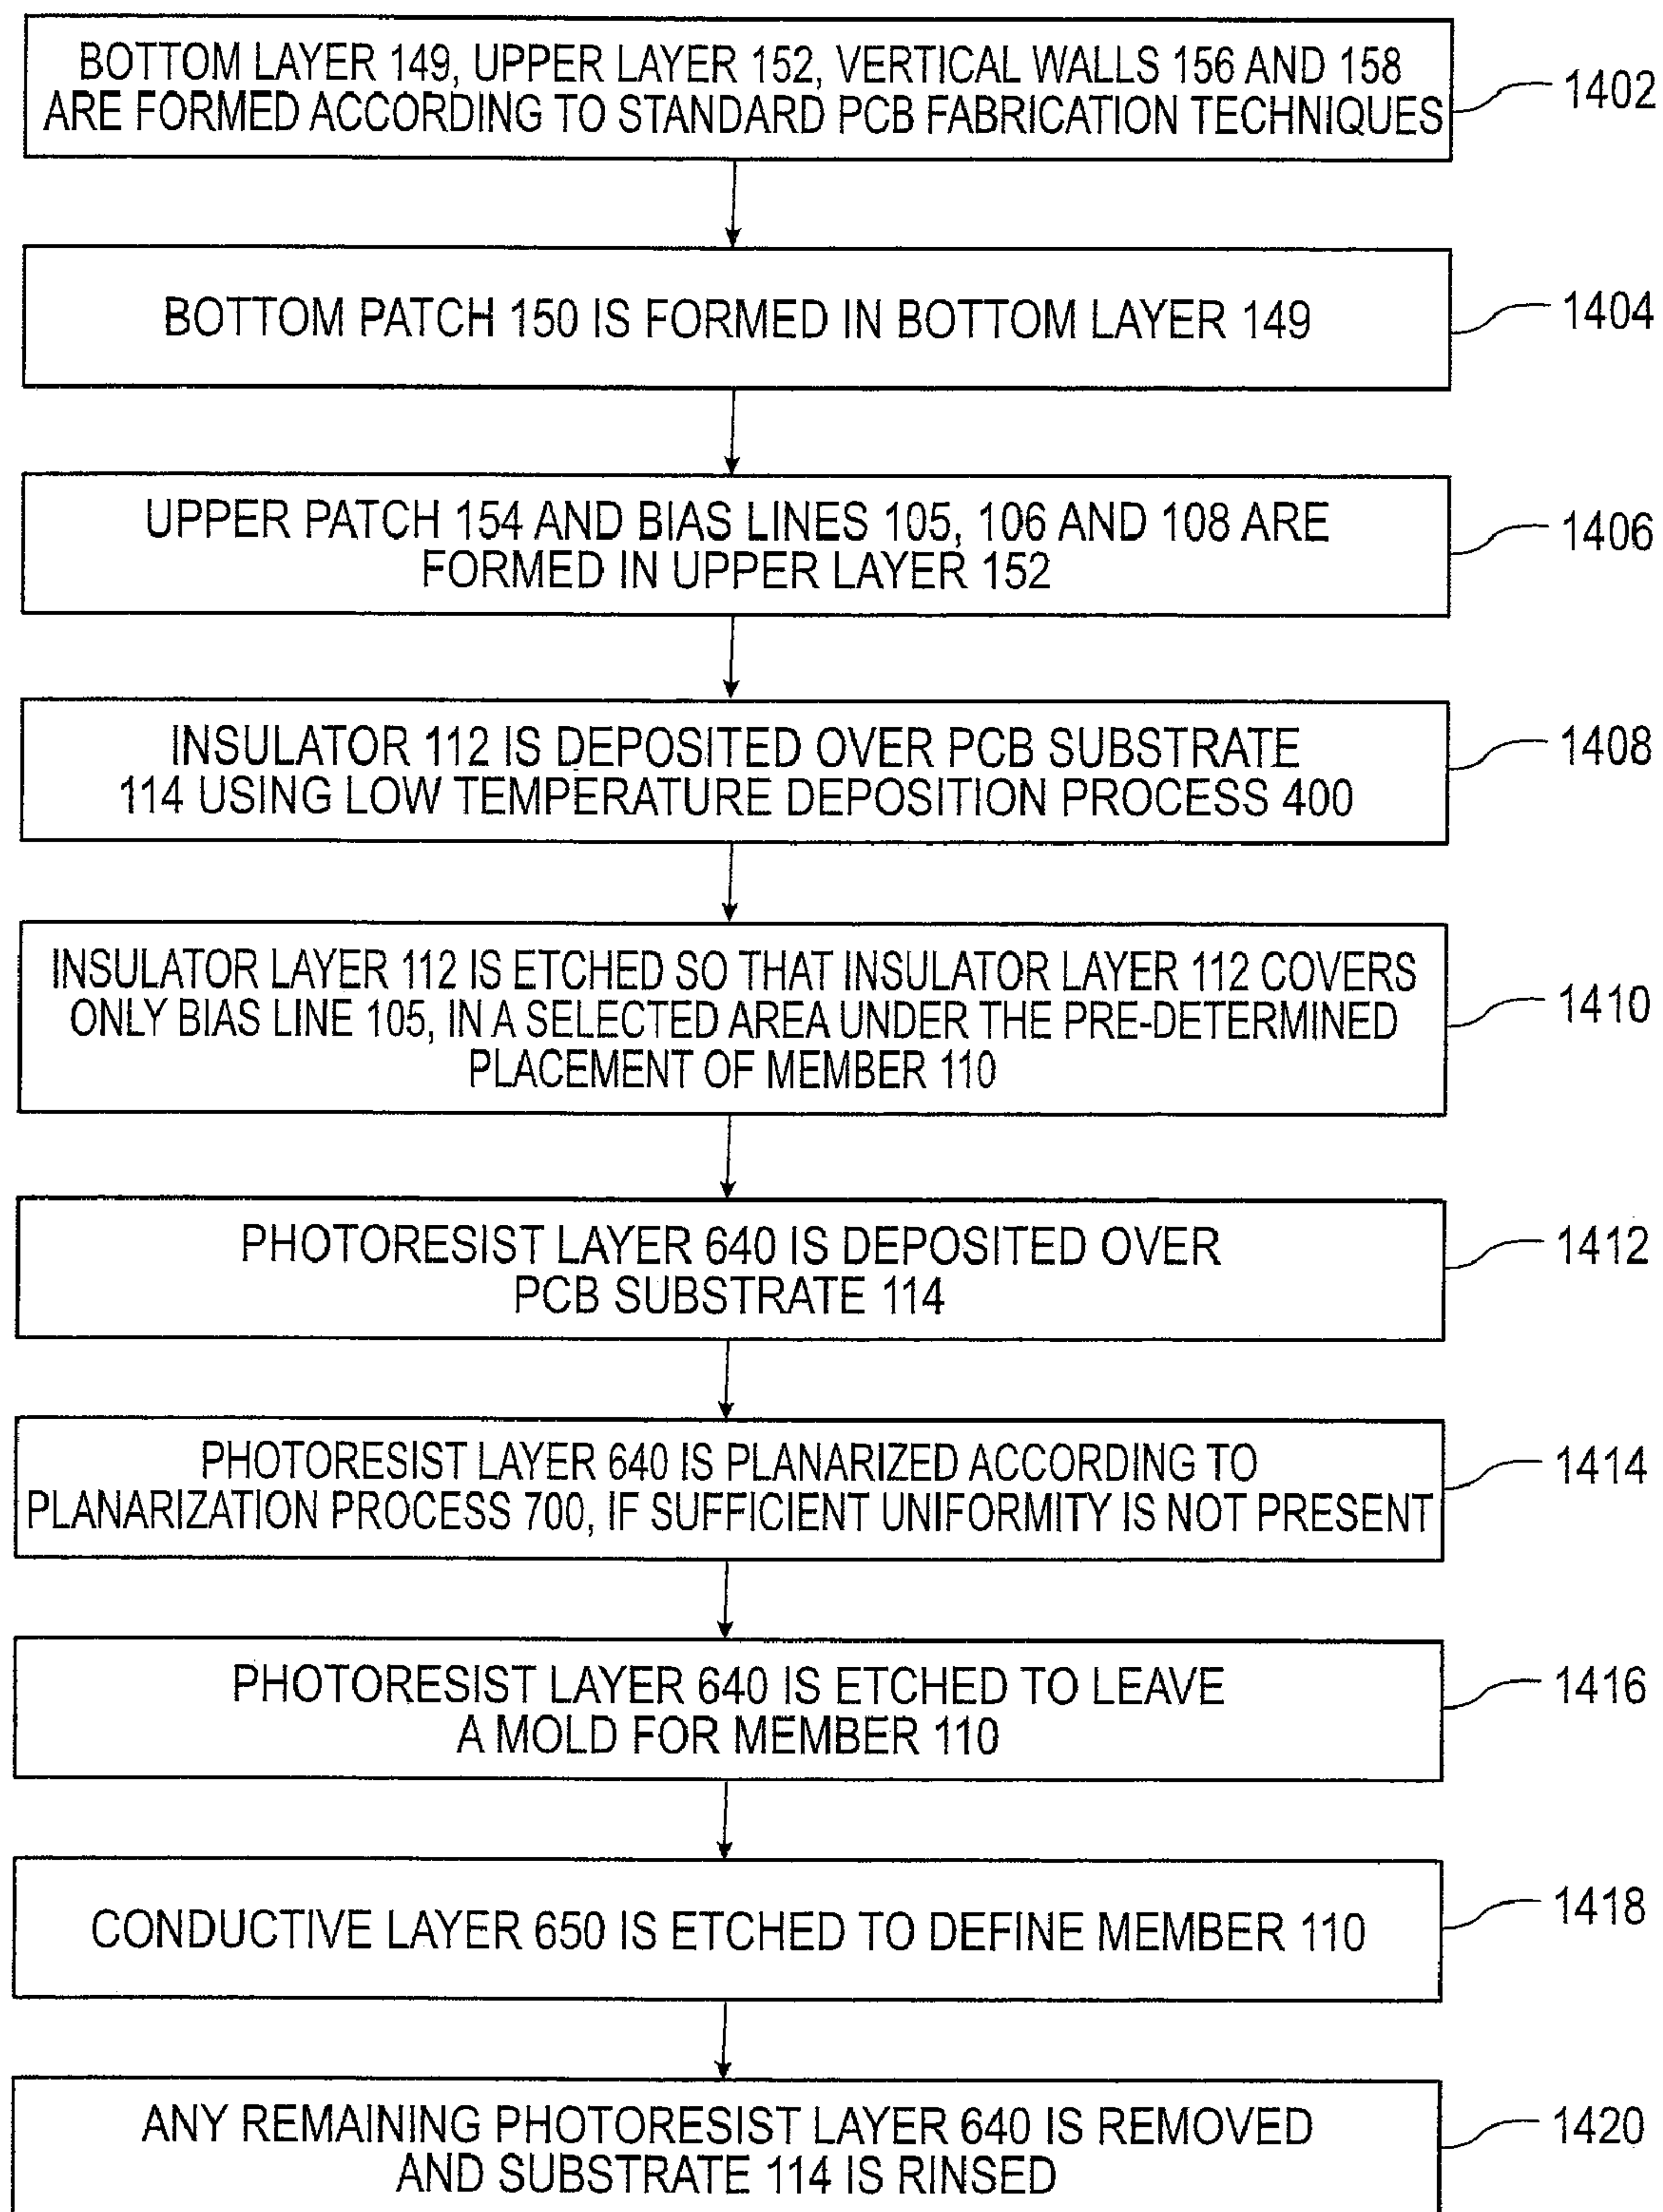 BOTTOM LAYER 149, UPPER LAYER 152, VERTICAL WALLS 156 AND 158
ARE FORMED ACCORDING TO STANDARD PCB FABRICATION TECHNIQUES
1402
BOTTOM PATCH 150 IS FORMED IN BOTTOM LAYER 149
1404
UPPER PATCH 154 AND BIAS LINES 105, 106 AND 108 ARE
FORMED IN UPPER LAYER 152
1406
INSULATOR 112 IS DEPOSITED OVER PCB SUBSTRATE
114 USING LOW TEMPERATURE DEPOSITION PROCESS 400
1408
INSULATOR LAYER 112 IS ETCHED SO THAT INSULATOR LAYER 112 COVERS
ONLY BIAS LINE 105, IN A SELECTED AREA UNDER THE PRE-DETERMINED
PLACEMENT OF MEMBER 110
1410
PHOTORESIST LAYER 640 IS DEPOSITED OVER
PCB SUBSTRATE 114
1412
PHOTORESIST LAYER 640 IS PLANARIZED ACCORDING TO
PLANARIZATION PROCESS 700, IF SUFFICIENT UNIFORMITY IS NOT PRESENT
1414
PHOTORESIST LAYER 640 IS ETCHED TO LEAVE
A MOLD FOR MEMBER 110
1416
CONDUCTIVE LAYER 650 IS ETCHED TO DEFINE MEMBER 110
1418
ANY REMAINING PHOTORESIST LAYER 640 IS REMOVED
AND SUBSTRATE 114 IS RINSED
1420